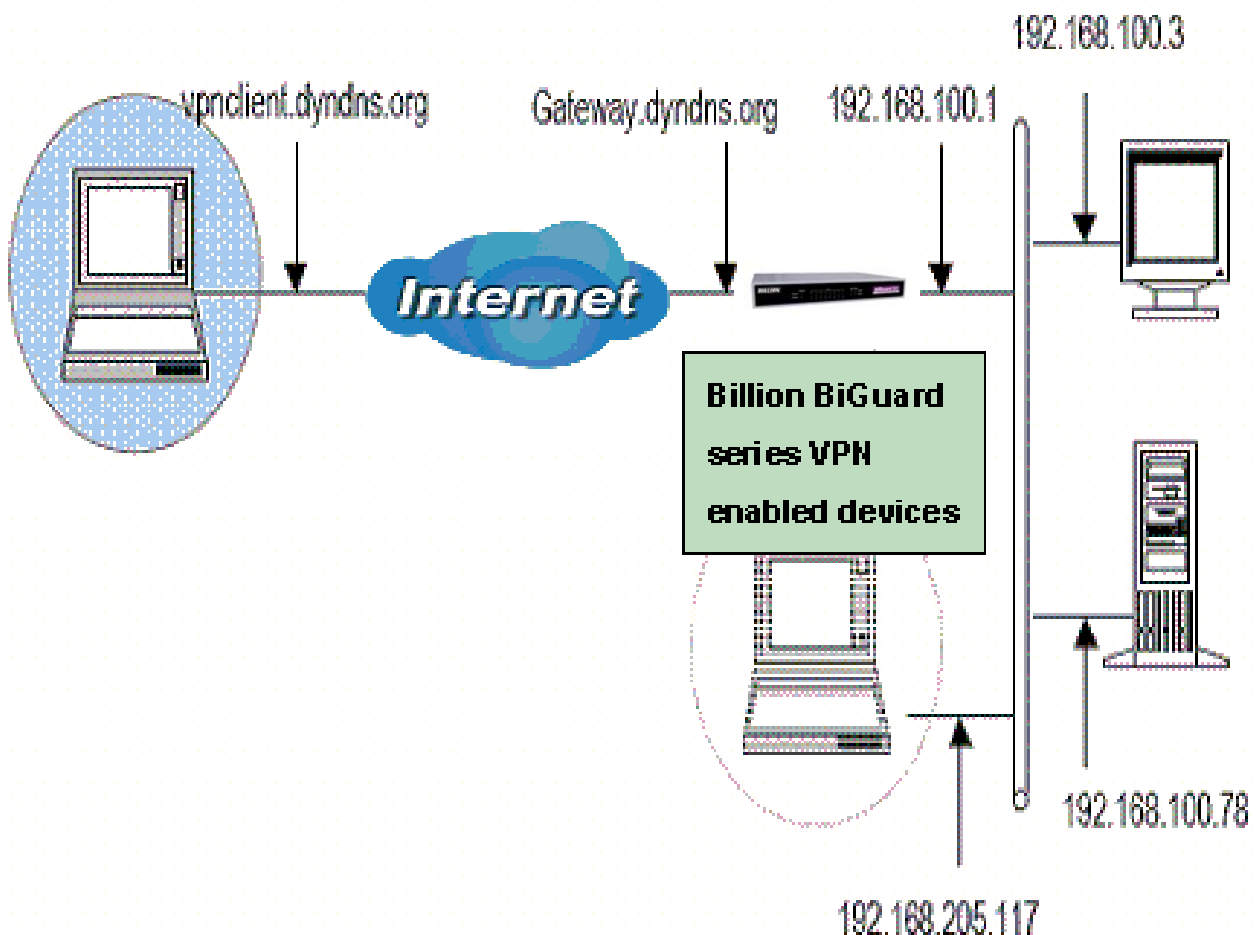 192.168.100.3
vpnclient.dyndns.org
Gateway.dyndns.org
192.168.100.1
Internet
Billion BiGuard
series VPN
enabled devices
192.168.100.78
192.168.205.117